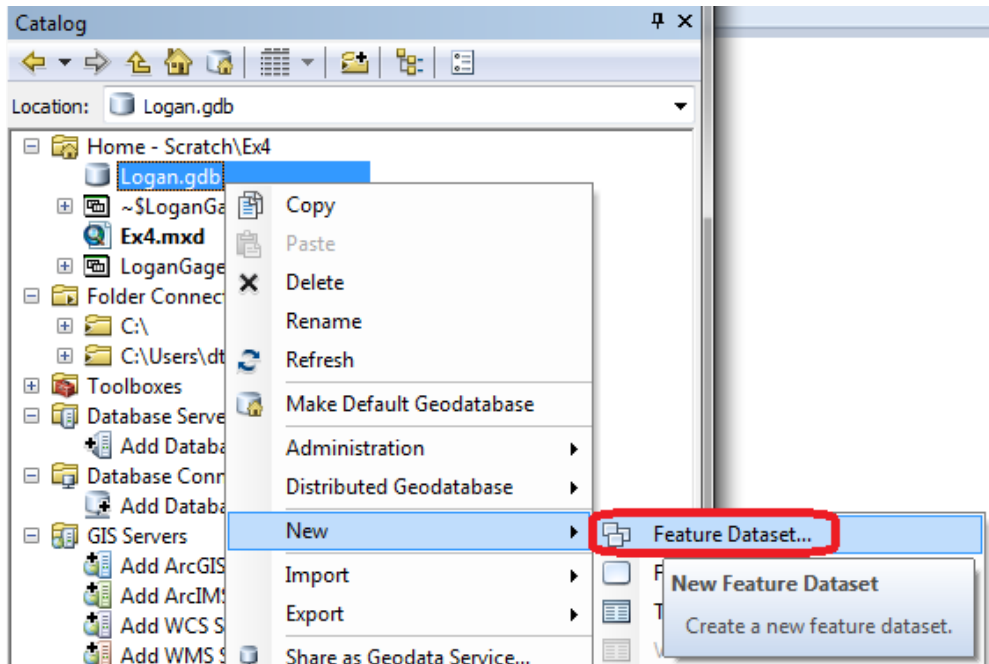 Catalog
Location: Logan.gdb
Home - Scratch\Ex4
Logan.gdb
~$LoganGa
Ex4.mxd
LoganGage
Folder Connec
C:\
C:\Users\dt
Toolboxes
Database Serve
Add Databa
Database Conn
Add Databa
GIS Servers
Add ArcGIS
Add ArcIMS
Add WCS S
Add WMS S
Copy
Paste
Delete
Rename
Refresh
Make Default Geodatabase
Administration
Distributed Geodatabase
New
Import
Export
Share as Geodata Service...
Feature Dataset...
F
T
New Feature Dataset
Create a new feature dataset.